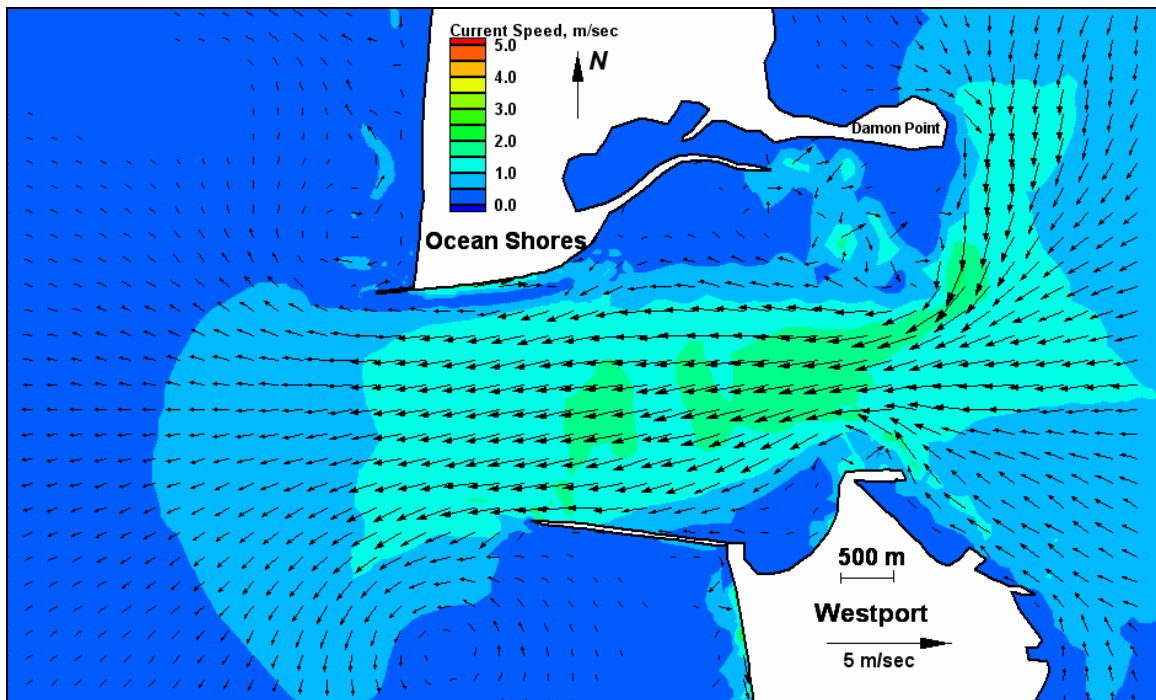 Current Speed, m/sec
5.0
4.0
3.0
2.0
1.0
0.0
N
Damon Point
Ocean Shores
500 m
Westport
5 m/sec